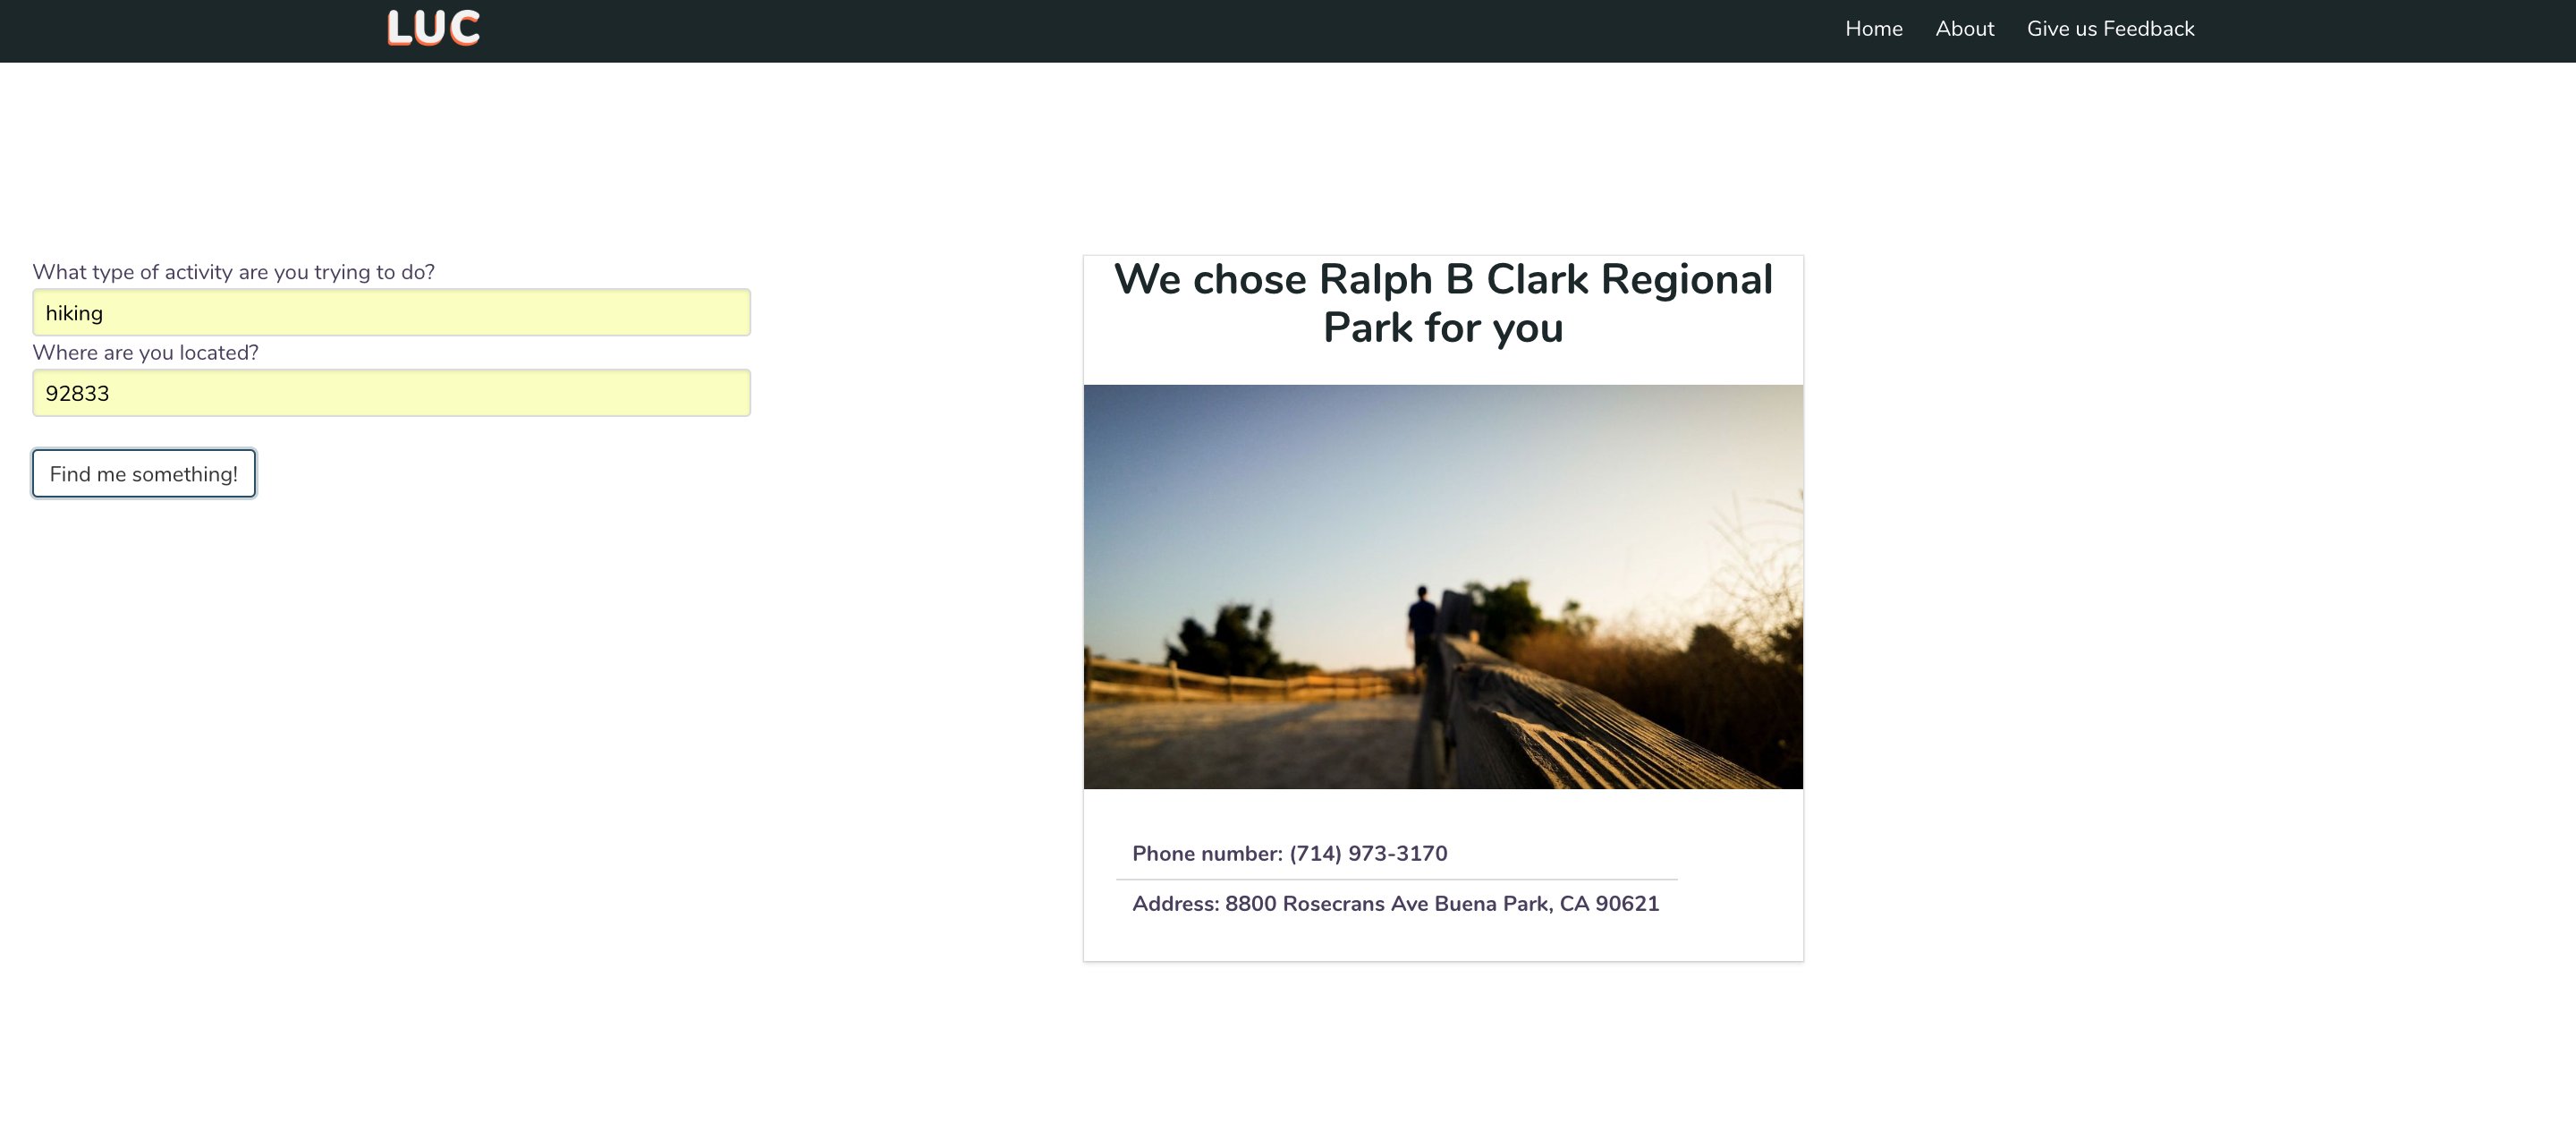 LUC
Home About Give us Feedback
What type of activity are you trying to do?
hiking
Where are you located?
92833
Find me something!
We chose Ralph B Clark Regional
Park for you
Phone number: (714) 973-3170
Address: 8800 Rosecrans Ave Buena Park, CA 90621